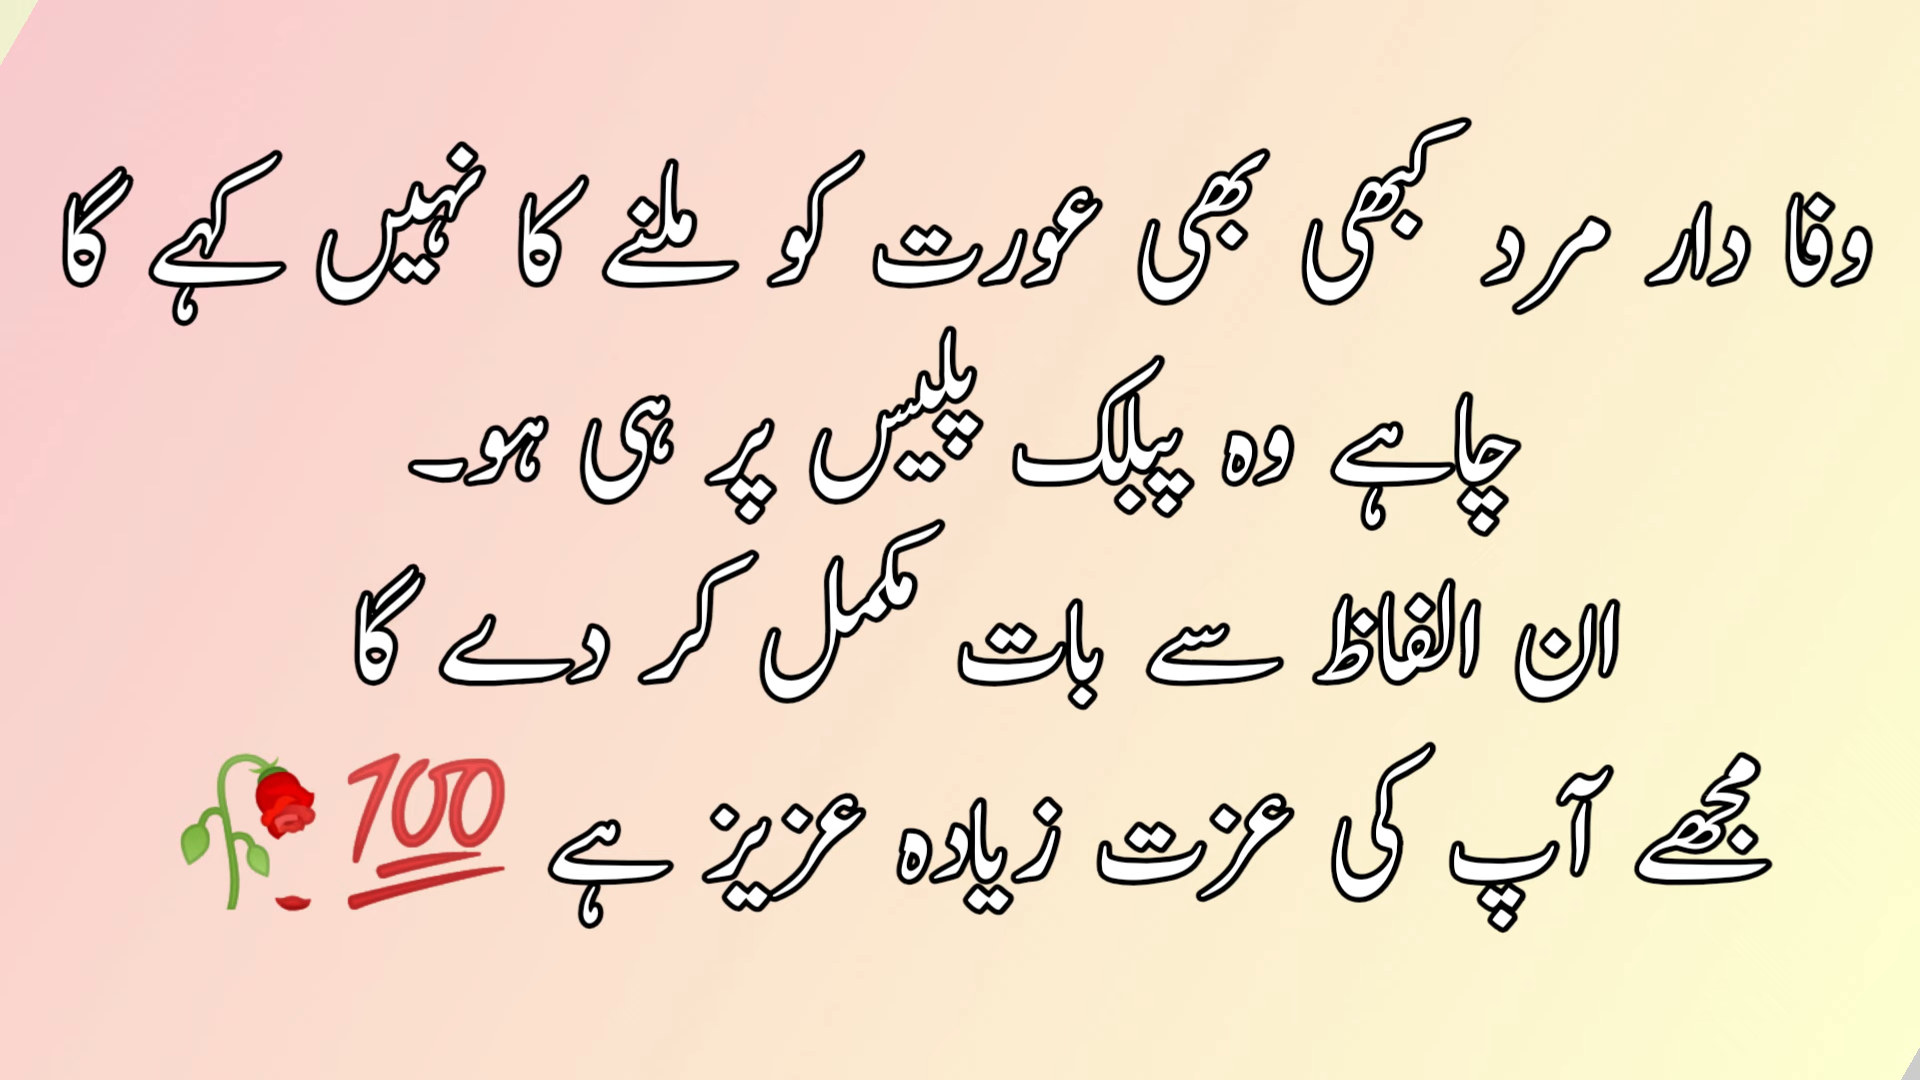 وفا دار مرد کبھی بھی عورت کو ملنے کا نہیں کہے گا
چاہے وہ پبلک پلیس پر ہی ہو۔
ان الفاظ سے بات مکمل کر دے گا
مجھے آپ کی عزت زیادہ عزیز ہے 💯🥀